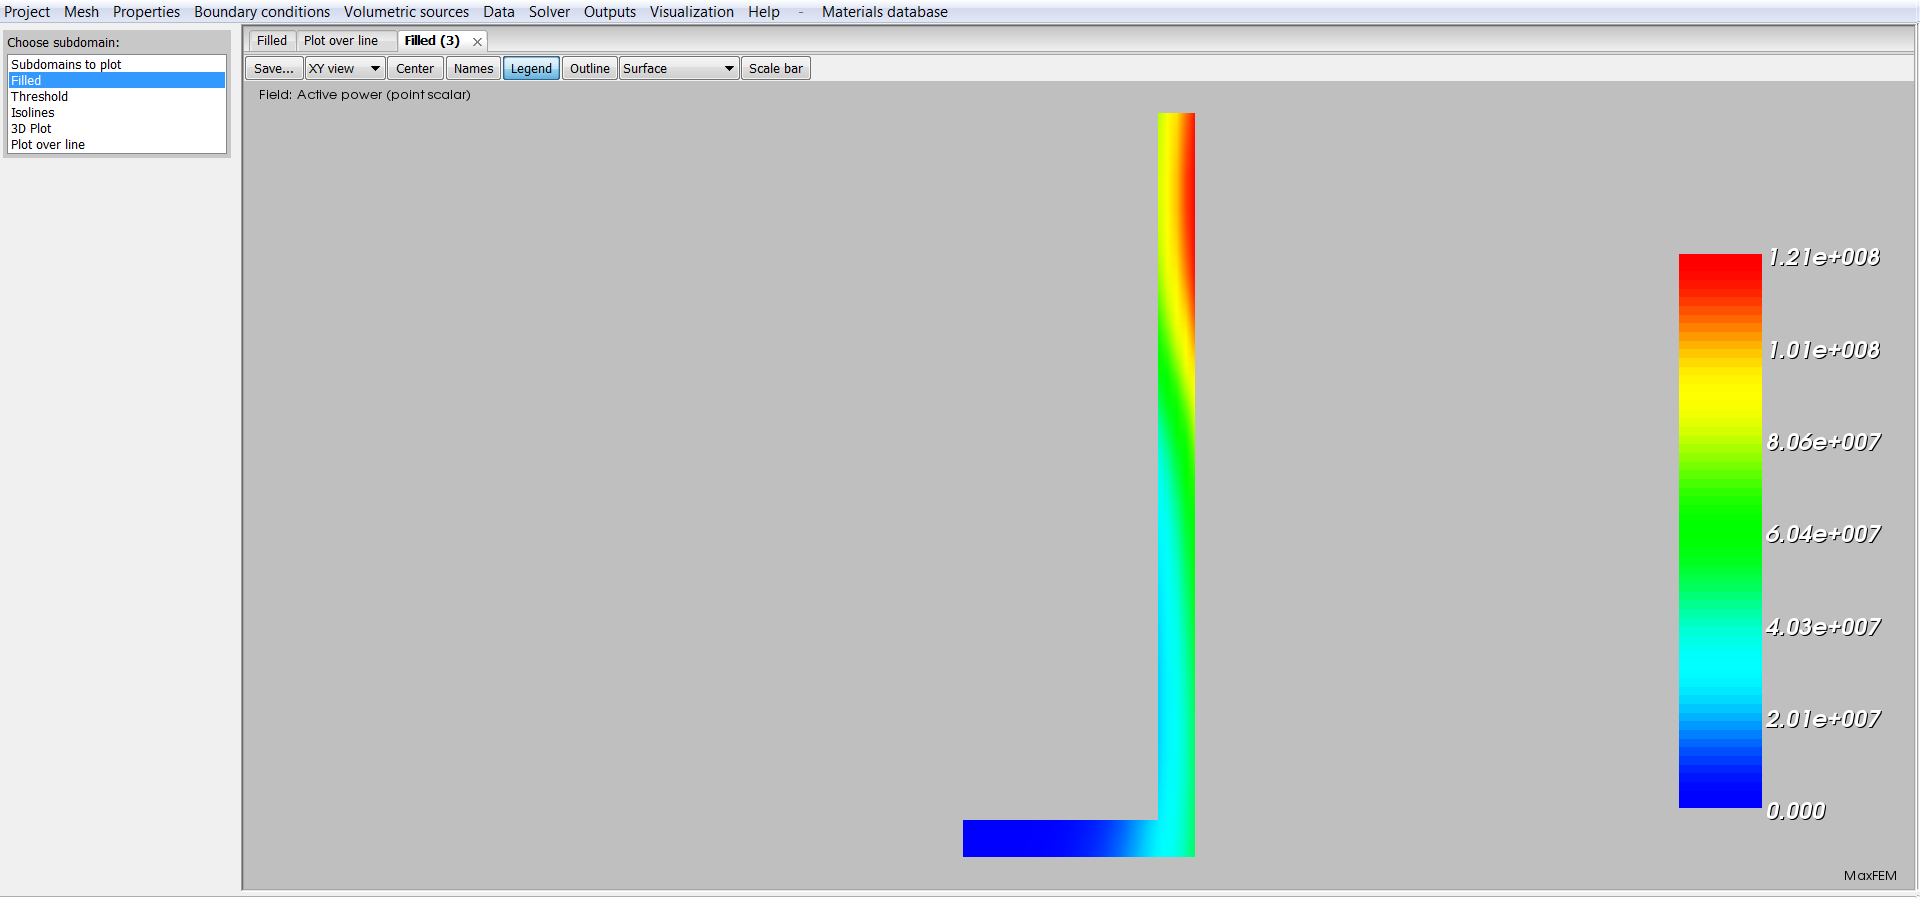 Project Mesh Properties Boundary conditions Volumetric sources Data Solver Outputs Visualization Help - Materials database
Choose subdomain:
Subdomains to plot
Filled
Threshold
Isolines
3D Plot
Plot over line
Filled Plot over line Filled (3)
Save... XY view Center Names Legend Outline Surface Scale bar
Field: Active power (point scalar)
1.21e+008
1.01e+008
8.06e+007
6.04e+007
4.03e+007
2.01e+007
0.000
MaxFEM